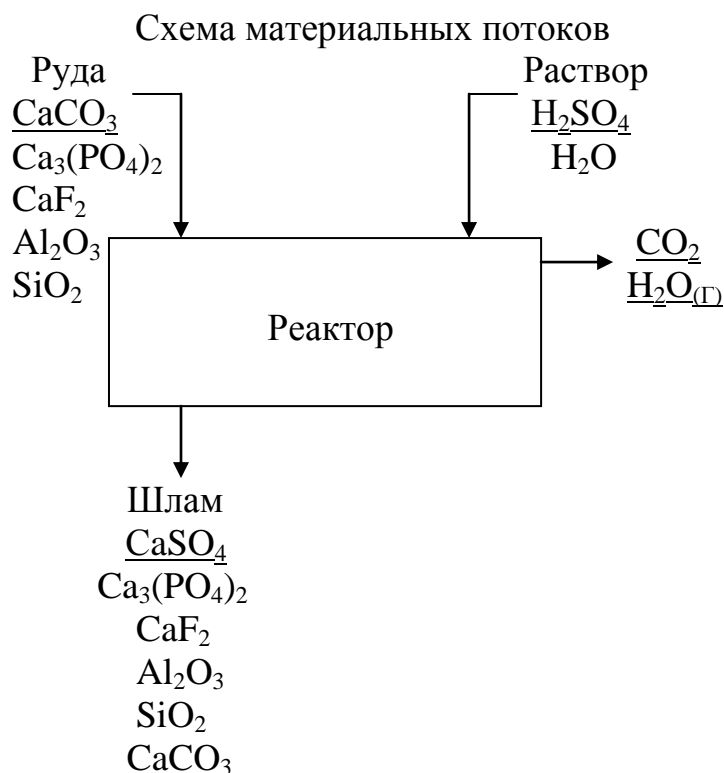 Схема материальных потоков
Руда
CaCO₃
Ca₃(PO₄)₂
CaF₂
Al₂O₃
SiO₂
Раствор
H₂SO₄
H₂O
Реактор
CO₂
H₂O₍Г₎
Шлам
CaSO₄
Ca₃(PO₄)₂
CaF₂
Al₂O₃
SiO₂
CaCO₃